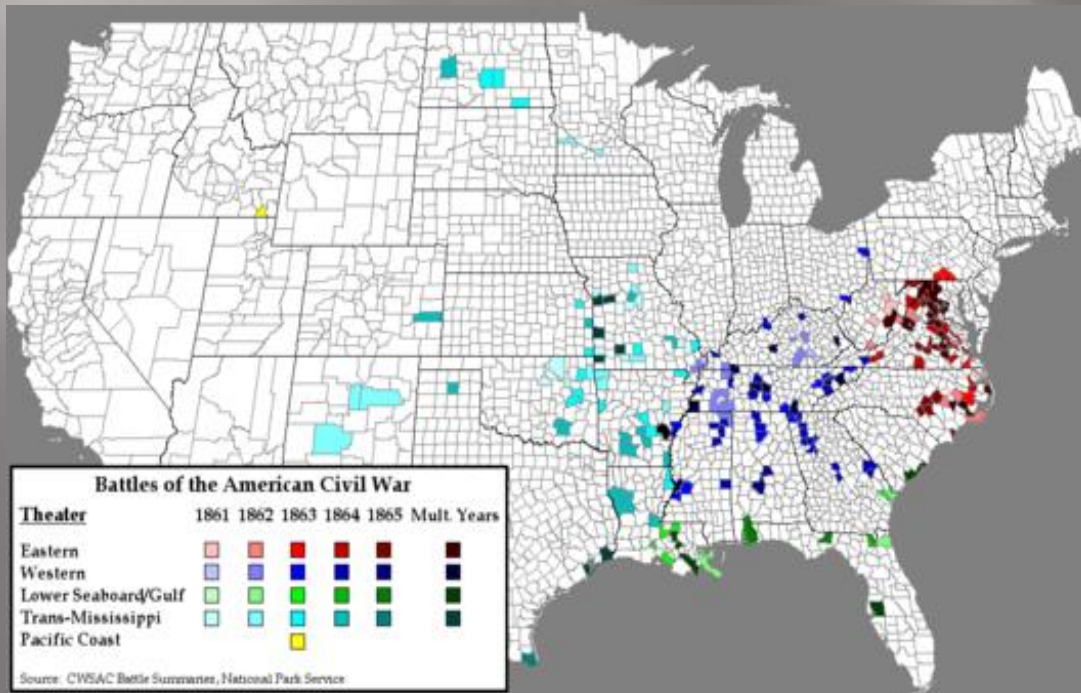 Battles of the American Civil War
Theater 1861 1862 1863 1864 1865 Mult. Years
Eastern
Western
Lower Seaboard/Gulf
Trans-Mississippi
Pacific Coast
Source: CWSAC Battle Summaries, National Park Service